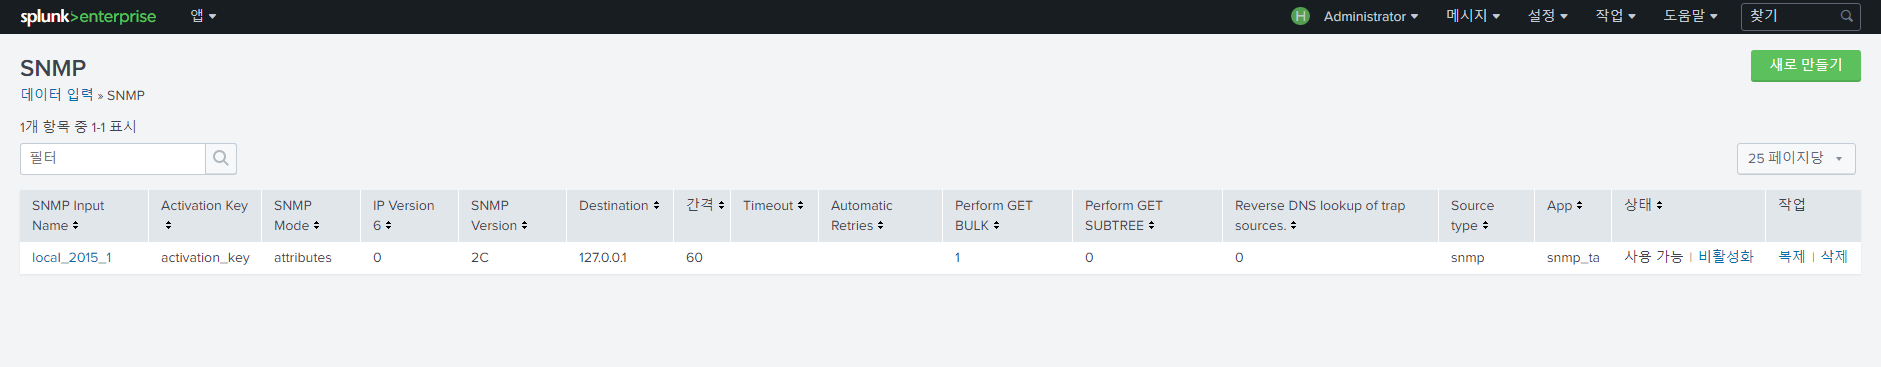 splunk>enterprise 앱 H Administrator 메시지 설정 작업 도움말 찾기
SNMP 새로 만들기
데이터 입력 » SNMP
1개 항목 중 1-1 표시
필터 25 페이지당
SNMP Input Name Activation Key SNMP Mode IP Version 6 SNMP Version Destination 간격 Timeout Automatic Retries Perform GET BULK Perform GET SUBTREE Reverse DNS lookup of trap sources. Source type App 상태 작업
local_2015_1 activation_key attributes 0 2C 127.0.0.1 60 1 0 0 snmp snmp_ta 사용 가능 | 비활성화 복제 | 삭제